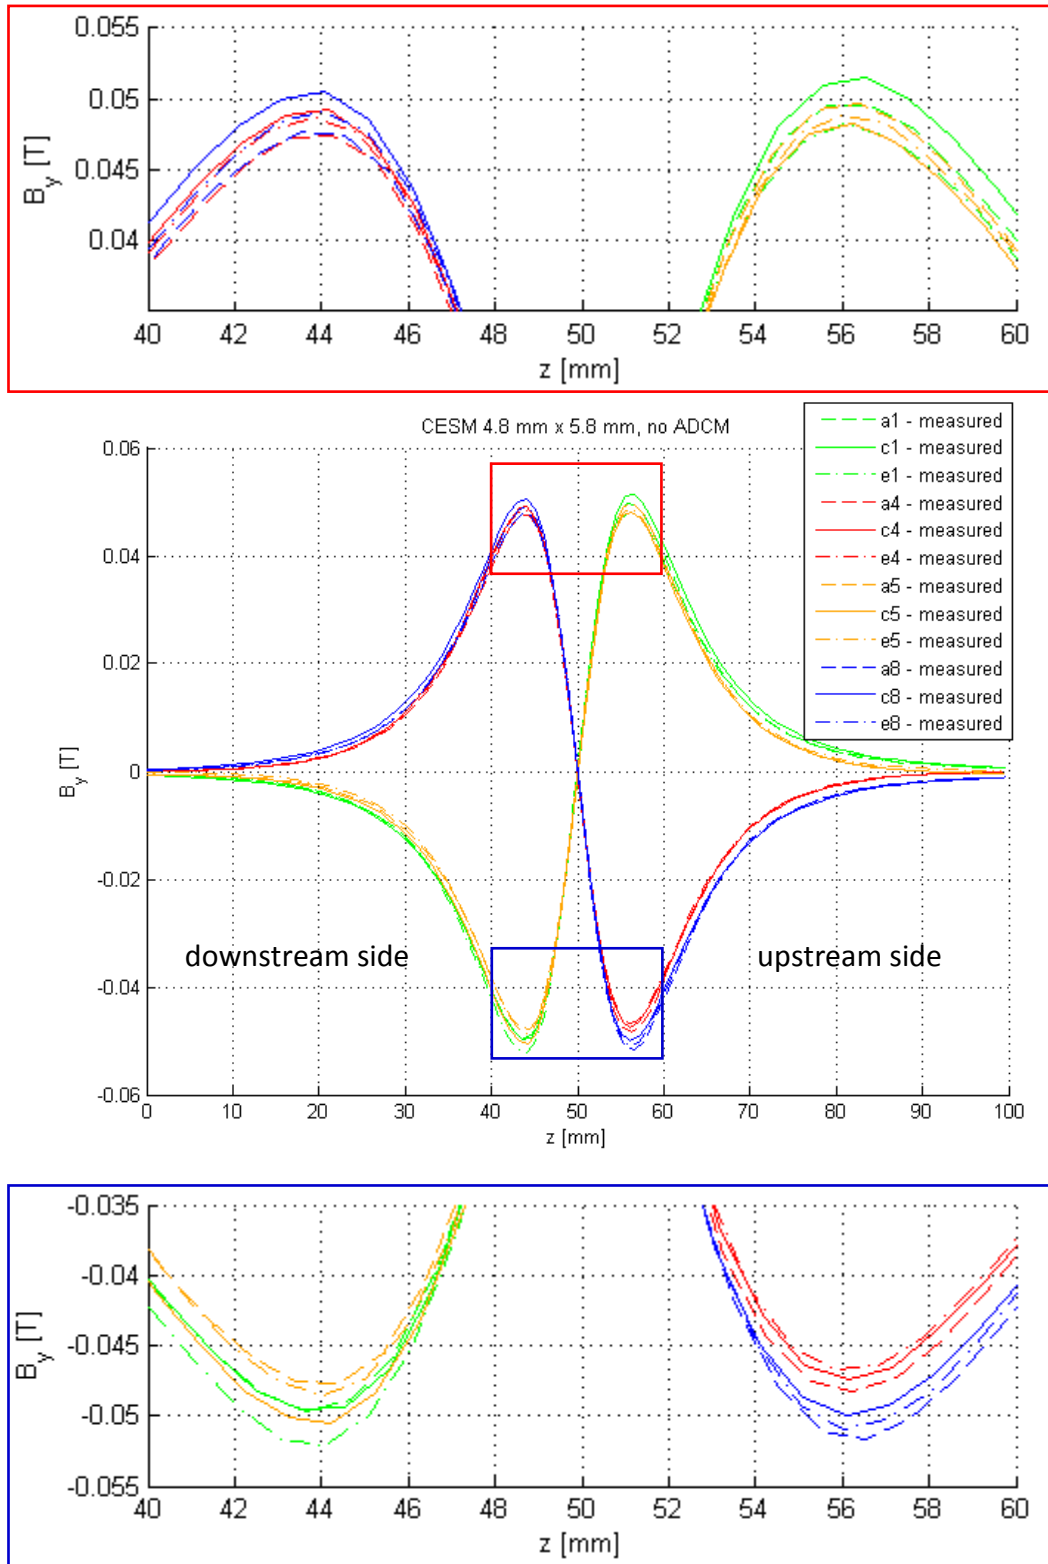 0.055
0.05
0.045
0.04
B_y [T]
40 42 44 46 48 50 52 54 56 58 60
z [mm]
CESM 4.8 mm x 5.8 mm, no ADCM
a1 - measured
c1 - measured
e1 - measured
a4 - measured
c4 - measured
e4 - measured
a5 - measured
c5 - measured
e5 - measured
a8 - measured
c8 - measured
e8 - measured
0.06
0.04
0.02
0
-0.02
-0.04
-0.06
B_y [T]
downstream side
upstream side
0 10 20 30 40 50 60 70 80 90 100
z [mm]
-0.035
-0.04
-0.045
-0.05
-0.055
B_y [T]
40 42 44 46 48 50 52 54 56 58 60
z [mm]